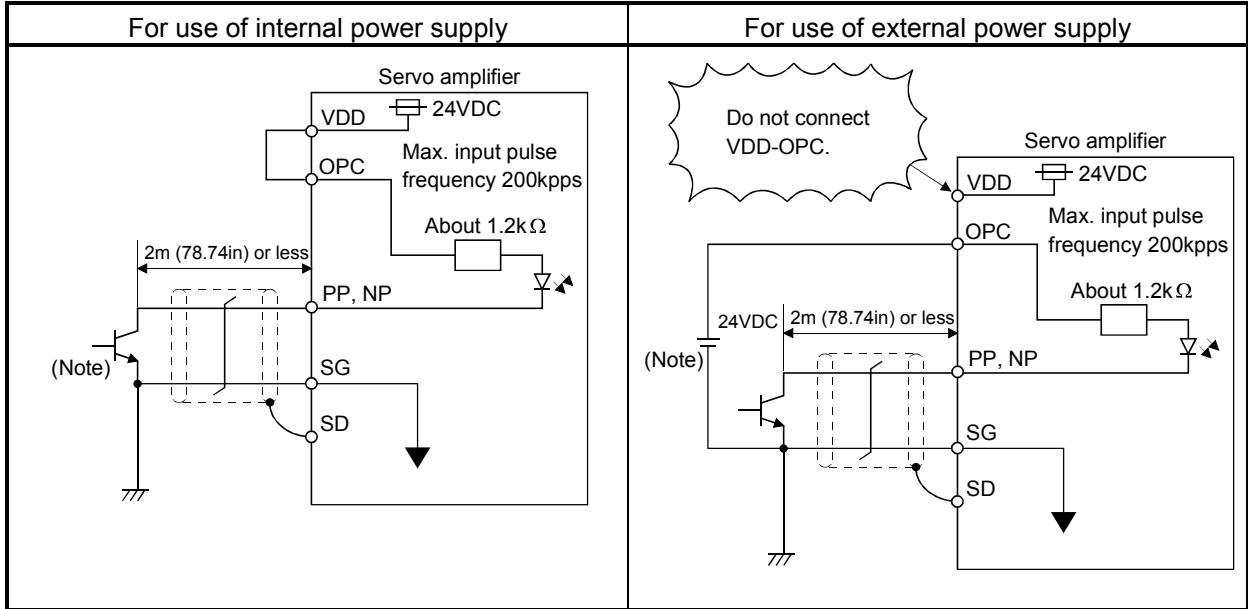 For use of internal power supply
Servo amplifier
VDD
24VDC
OPC
Max. input pulse
frequency 200kpps
About 1.2kΩ
2m (78.74in) or less
PP, NP
(Note)
SG
SD
For use of external power supply
Do not connect
VDD-OPC.
Servo amplifier
VDD
24VDC
OPC
Max. input pulse
frequency 200kpps
About 1.2kΩ
24VDC
2m (78.74in) or less
(Note)
PP, NP
SG
SD